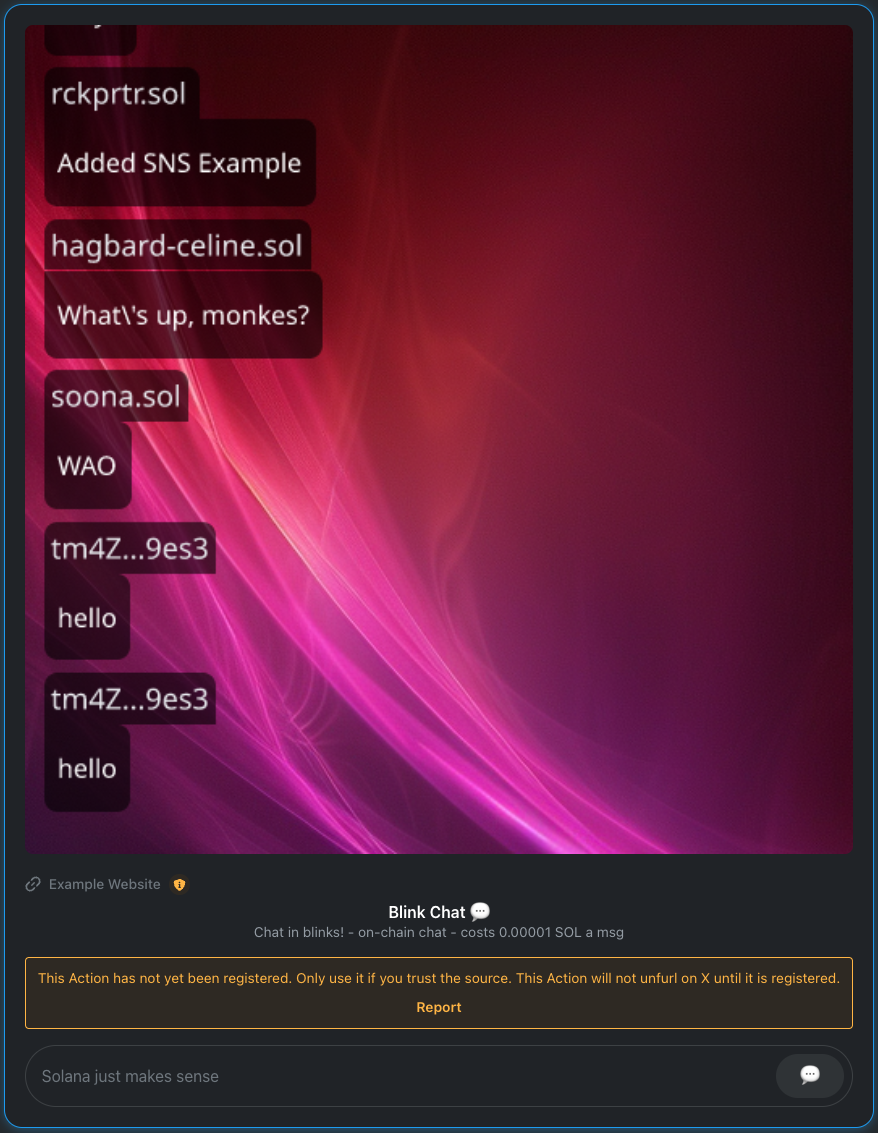 rckprtr.sol
Added SNS Example
hagbard-celine.sol
What\'s up, monkes?
soona.sol
WAO
tm4Z...9es3
hello
tm4Z...9es3
hello
Example Website
Blink Chat 💬
Chat in blinks! - on-chain chat - costs 0.00001 SOL a msg
This Action has not yet been registered. Only use it if you trust the source. This Action will not unfurl on X until it is registered.
Report
Solana just makes sense